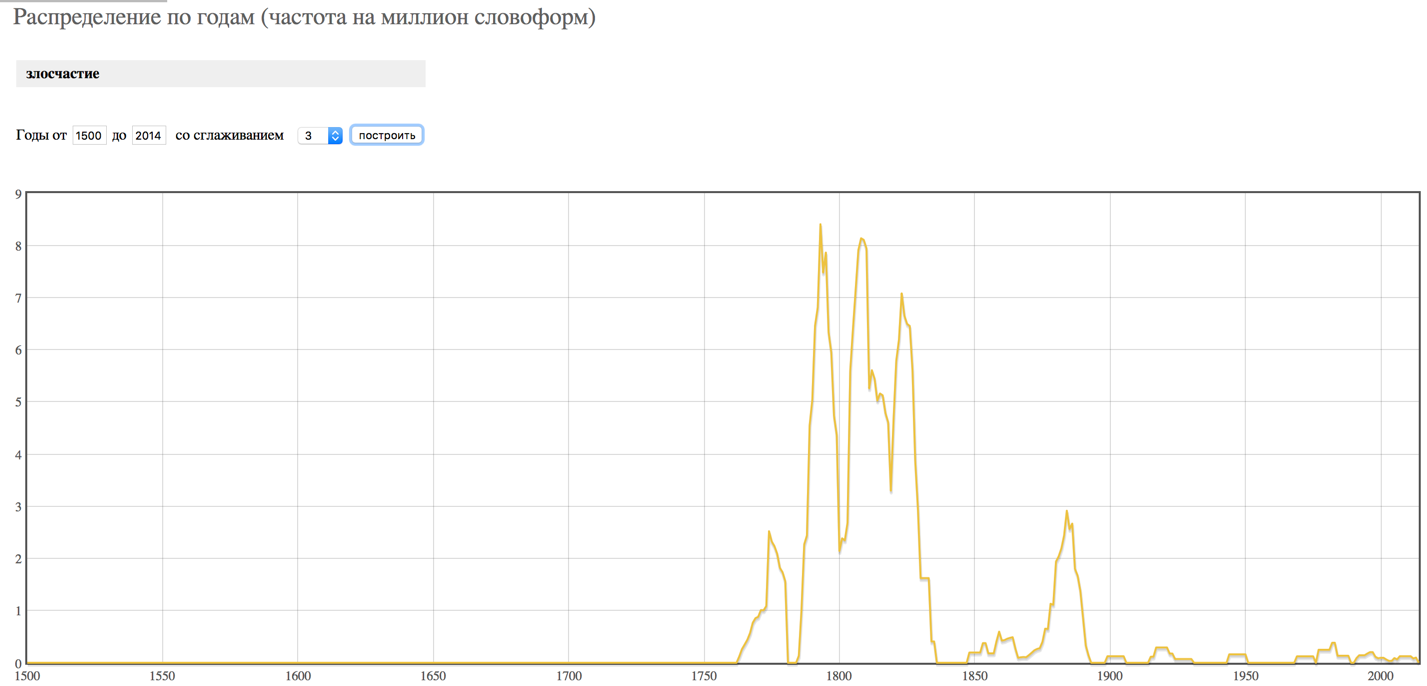 Распределение по годам (частота на миллион словоформ)
злосчастие
Годы от 1500 до 2014 со сглаживанием 3 построить
9
8
7
6
5
4
3
2
1
0
1500 1550 1600 1650 1700 1750 1800 1850 1900 1950 2000